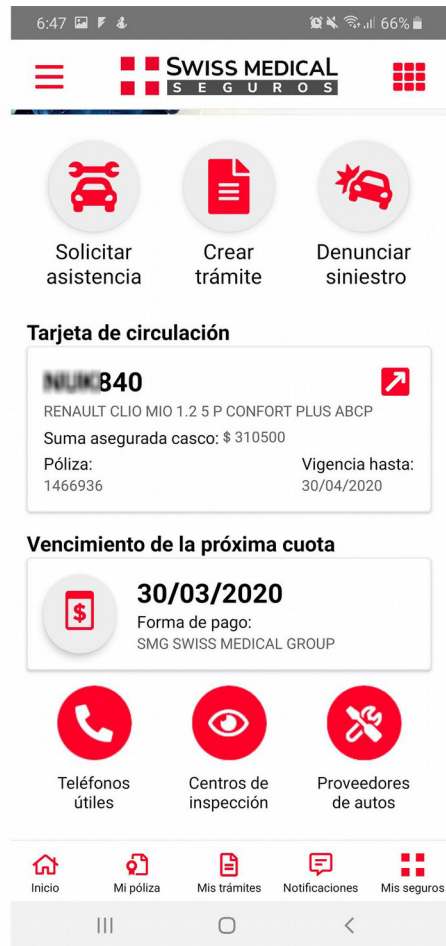 6:47
66%
SWISS MEDICAL
SEGUROS
Solicitar asistencia
Crear trámite
Denunciar siniestro
Tarjeta de circulación
840
RENAULT CLIO MIO 1.2 5 P CONFORT PLUS ABCP
Suma asegurada casco: $ 310500
Póliza:
1466936
Vigencia hasta:
30/04/2020
Vencimiento de la próxima cuota
30/03/2020
Forma de pago:
SMG SWISS MEDICAL GROUP
Teléfonos útiles
Centros de inspección
Proveedores de autos
Inicio
Mi póliza
Mis trámites
Notificaciones
Mis seguros